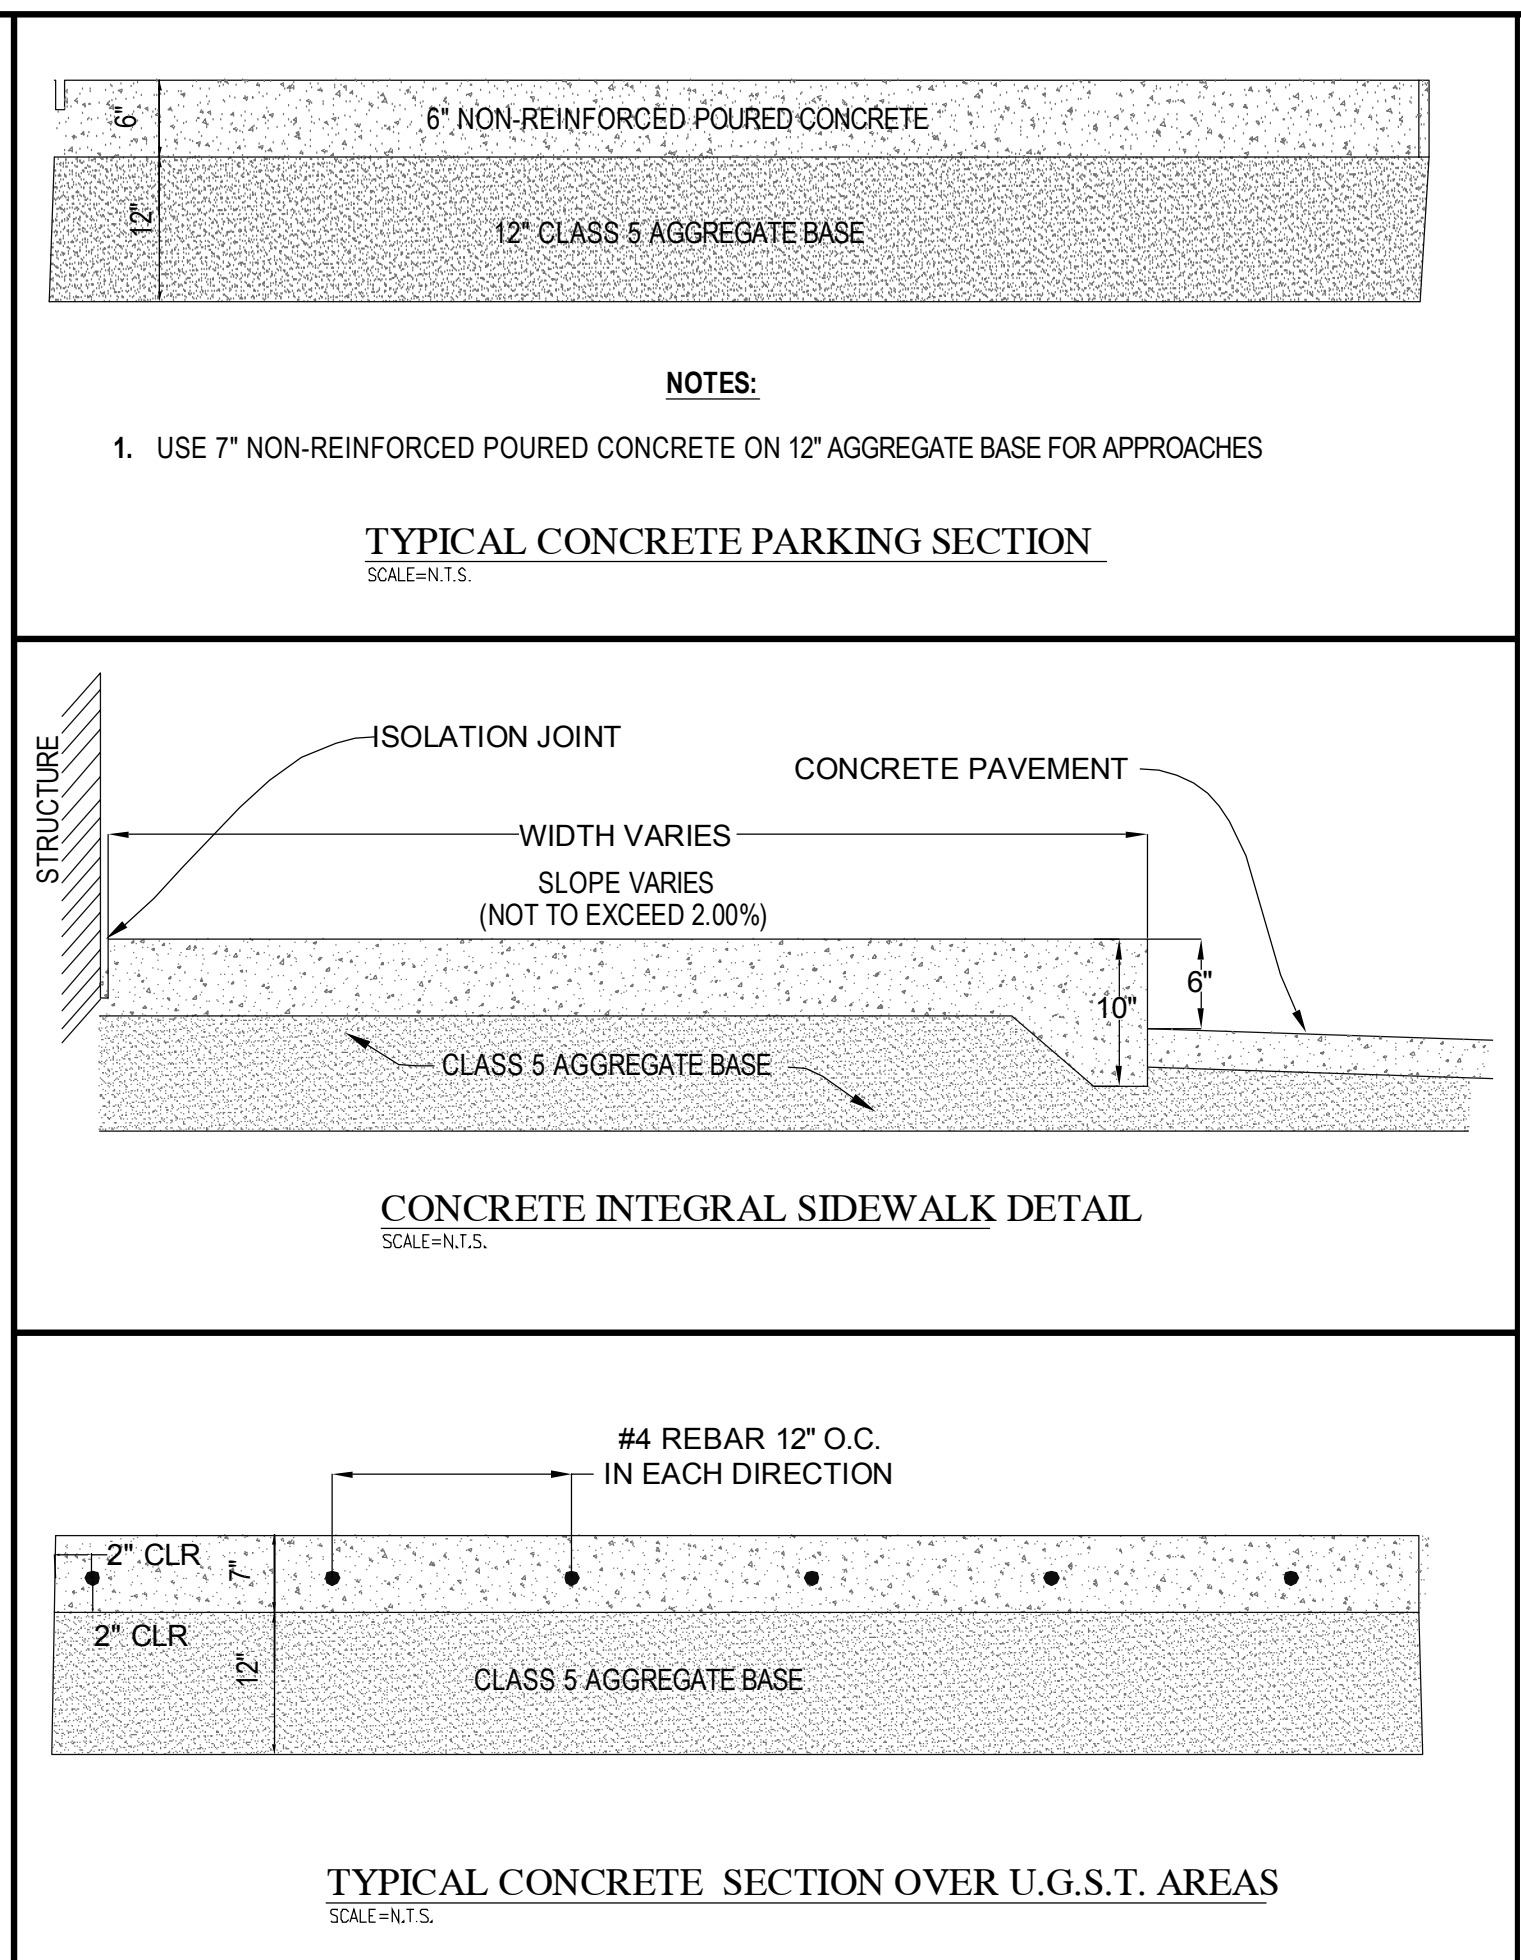 6" NON-REINFORCED POURED CONCRETE
6"
12" CLASS 5 AGGREGATE BASE
12"
NOTES:
1. USE 7" NON-REINFORCED POURED CONCRETE ON 12" AGGREGATE BASE FOR APPROACHES
TYPICAL CONCRETE PARKING SECTION
SCALE=N.T.S.
STRUCTURE
ISOLATION JOINT
CONCRETE PAVEMENT
WIDTH VARIES
SLOPE VARIES
(NOT TO EXCEED 2.00%)
6"
10"
CLASS 5 AGGREGATE BASE
CONCRETE INTEGRAL SIDEWALK DETAIL
SCALE=N.T.S.
#4 REBAR 12" O.C.
IN EACH DIRECTION
2" CLR
7"
2" CLR
12"
CLASS 5 AGGREGATE BASE
TYPICAL CONCRETE SECTION OVER U.G.S.T. AREAS
SCALE=N.T.S.